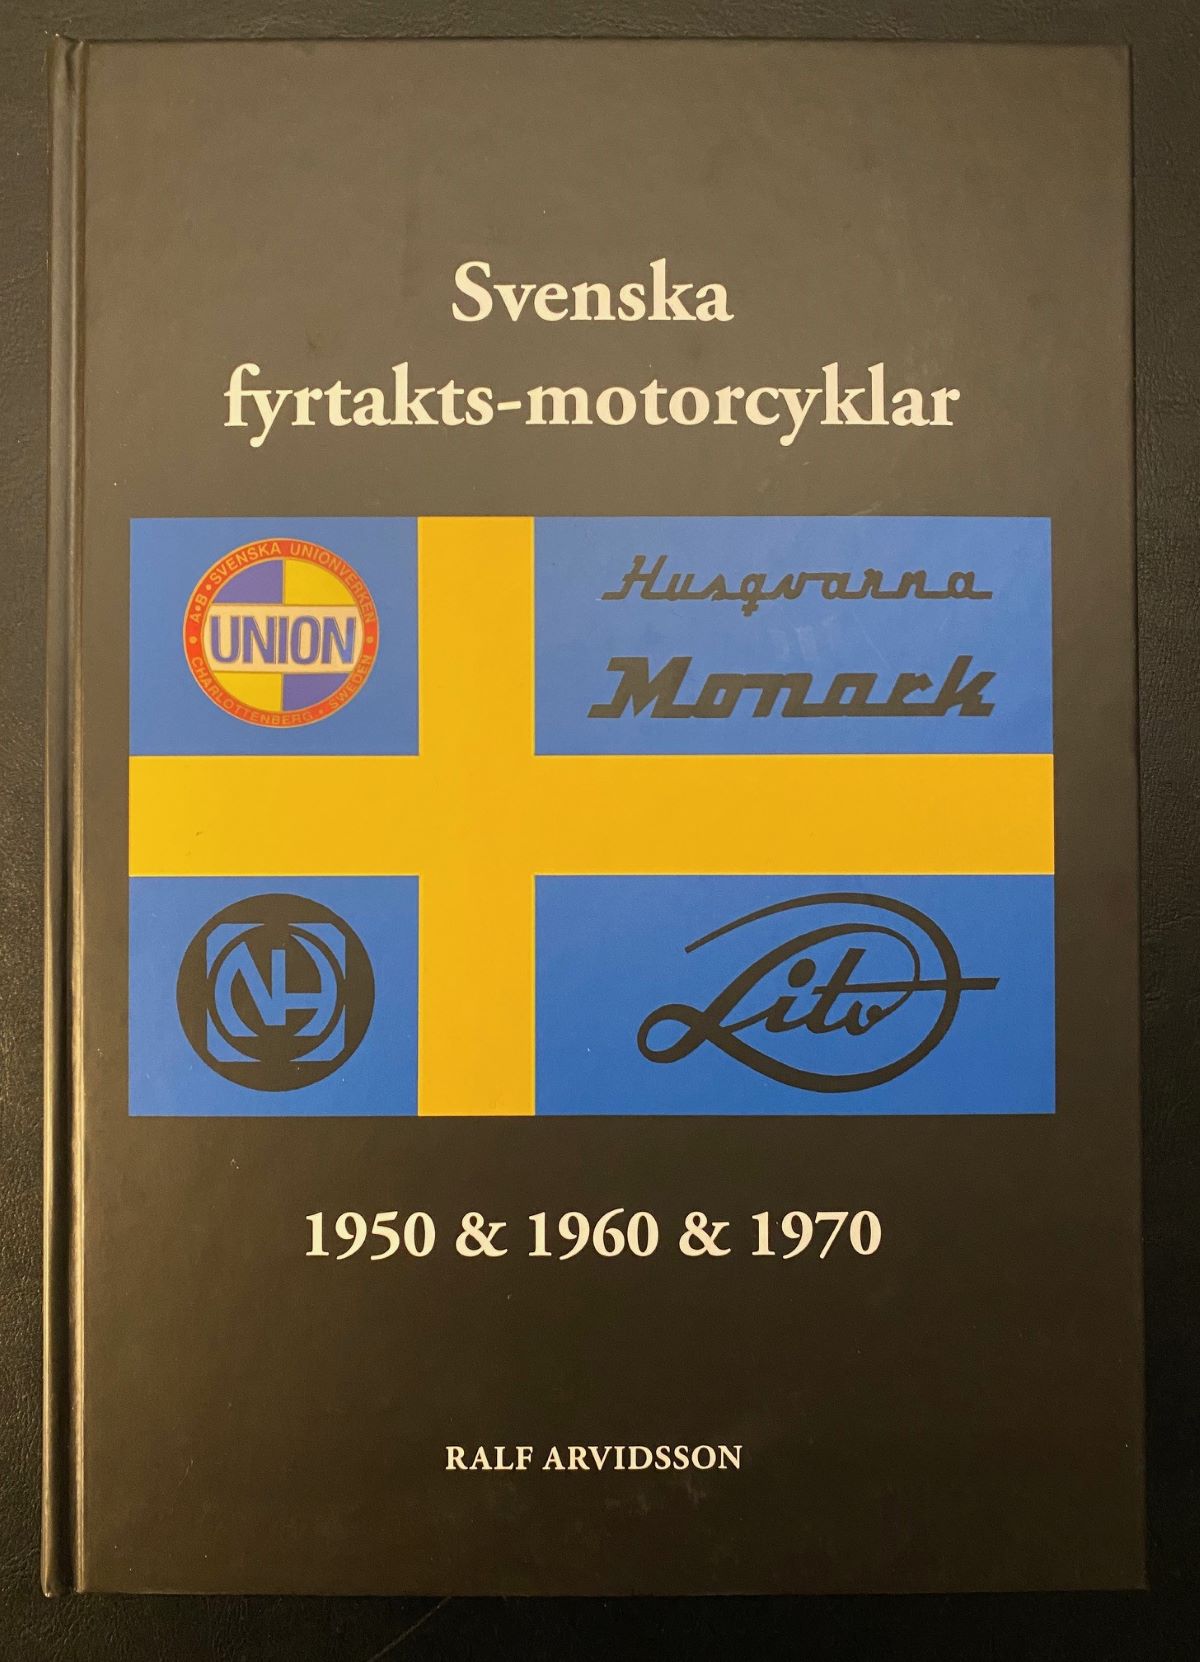 Svenska
fyrtakts-motorcyklar
A·B·SVENSKA UNIONVERKEN
UNION
CHARLOTTENBERG · SWEDEN
Husqvarna
Monark
Lito
1950 & 1960 & 1970
RALF ARVIDSSON